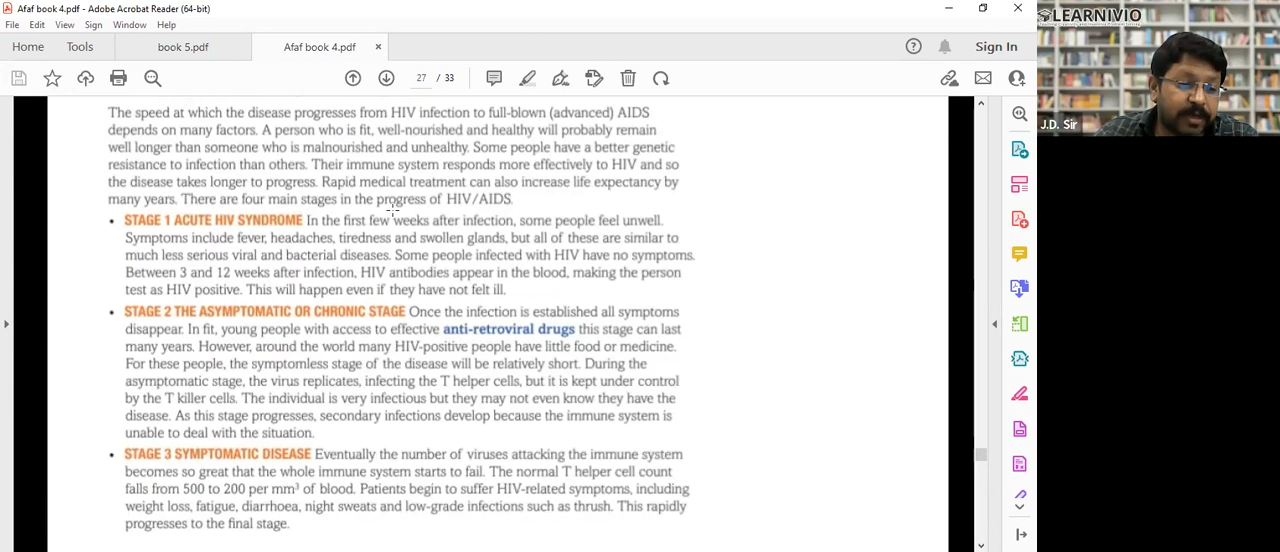 Afaf book 4.pdf - Adobe Acrobat Reader (64-bit)
File Edit View Sign Window Help
Home Tools book 5.pdf Afaf book 4.pdf × Sign In
27 / 33
LEARNIVIO
J.D. Sir
The speed at which the disease progresses from HIV infection to full-blown (advanced) AIDS
depends on many factors. A person who is fit, well-nourished and healthy will probably remain
well longer than someone who is malnourished and unhealthy. Some people have a better genetic
resistance to infection than others. Their immune system responds more effectively to HIV and so
the disease takes longer to progress. Rapid medical treatment can also increase life expectancy by
many years. There are four main stages in the progress of HIV/AIDS.
• STAGE 1 ACUTE HIV SYNDROME In the first few weeks after infection, some people feel unwell.
Symptoms include fever, headaches, tiredness and swollen glands, but all of these are similar to
much less serious viral and bacterial diseases. Some people infected with HIV have no symptoms.
Between 3 and 12 weeks after infection, HIV antibodies appear in the blood, making the person
test as HIV positive. This will happen even if they have not felt ill.
• STAGE 2 THE ASYMPTOMATIC OR CHRONIC STAGE Once the infection is established all symptoms
disappear. In fit, young people with access to effective anti-retroviral drugs this stage can last
many years. However, around the world many HIV-positive people have little food or medicine.
For these people, the symptomless stage of the disease will be relatively short. During the
asymptomatic stage, the virus replicates, infecting the T helper cells, but it is kept under control
by the T killer cells. The individual is very infectious but they may not even know they have the
disease. As this stage progresses, secondary infections develop because the immune system is
unable to deal with the situation.
• STAGE 3 SYMPTOMATIC DISEASE Eventually the number of viruses attacking the immune system
becomes so great that the whole immune system starts to fail. The normal T helper cell count
falls from 500 to 200 per mm³ of blood. Patients begin to suffer HIV-related symptoms, including
weight loss, fatigue, diarrhoea, night sweats and low-grade infections such as thrush. This rapidly
progresses to the final stage.